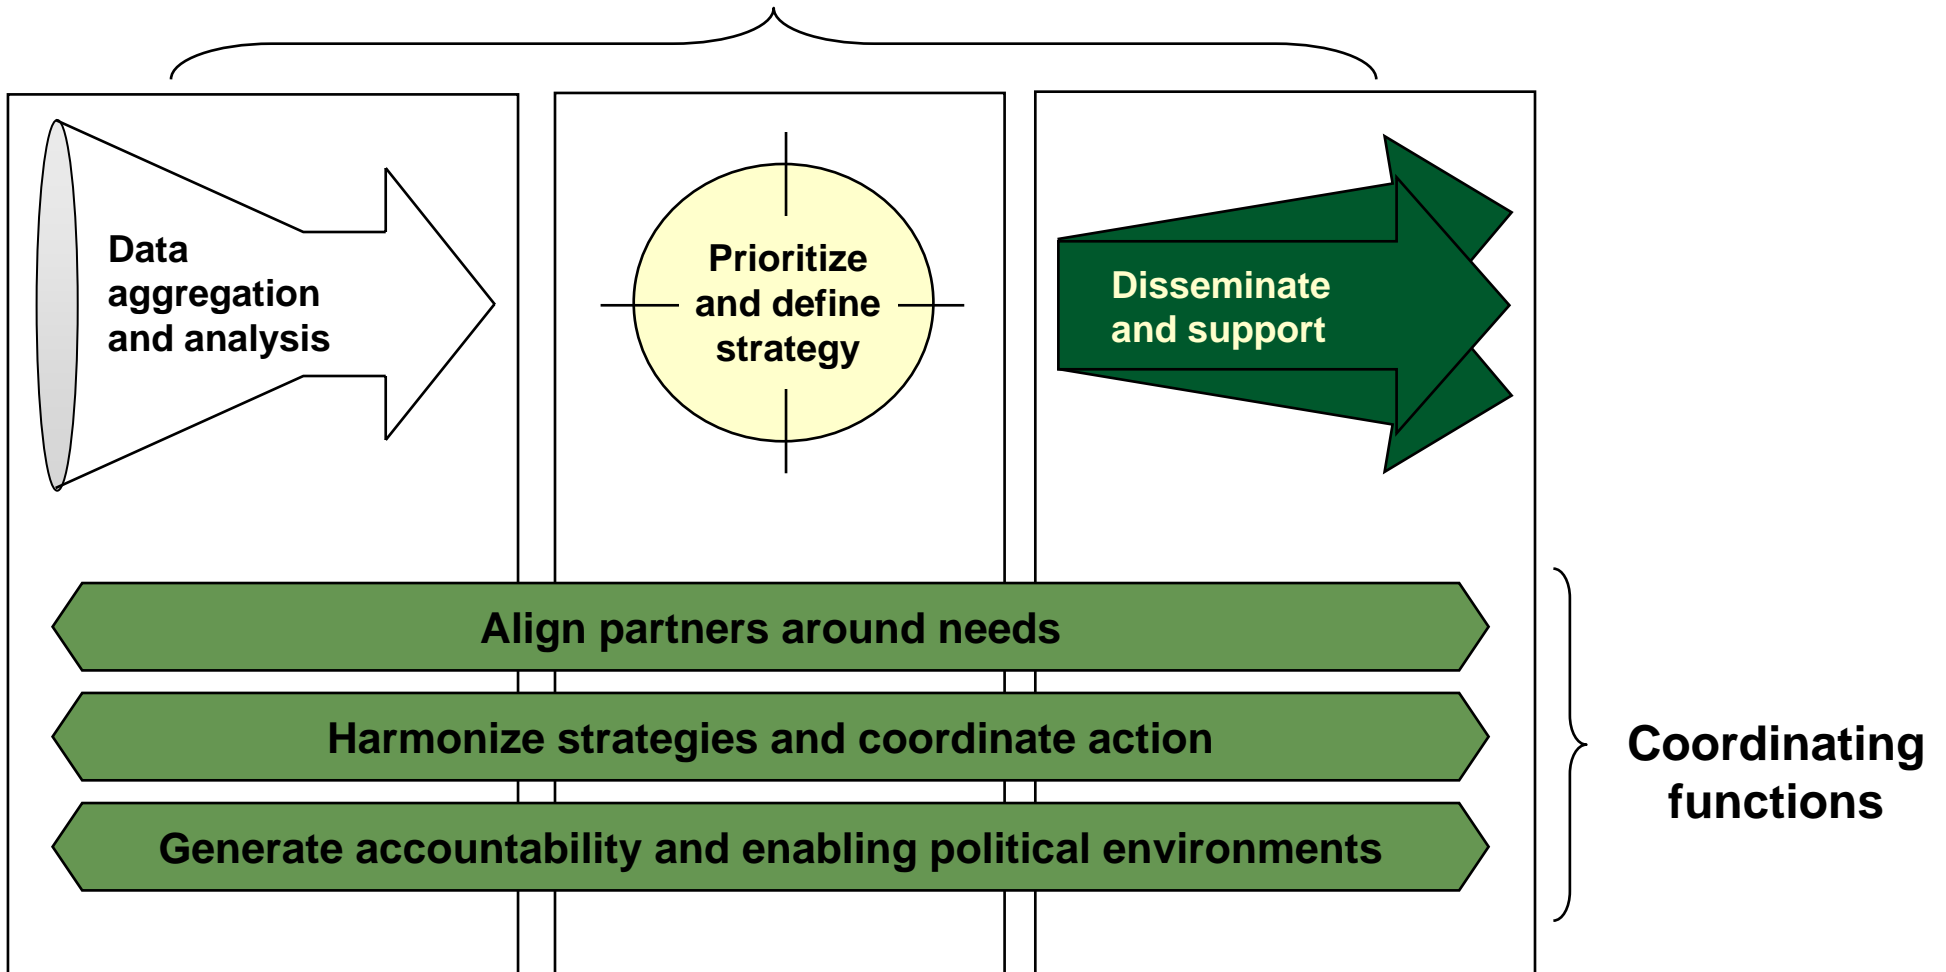 Data
aggregation
and analysis
Prioritize
and define
strategy
Disseminate
and support
Align partners around needs
Harmonize strategies and coordinate action
Generate accountability and enabling political environments
Coordinating
functions